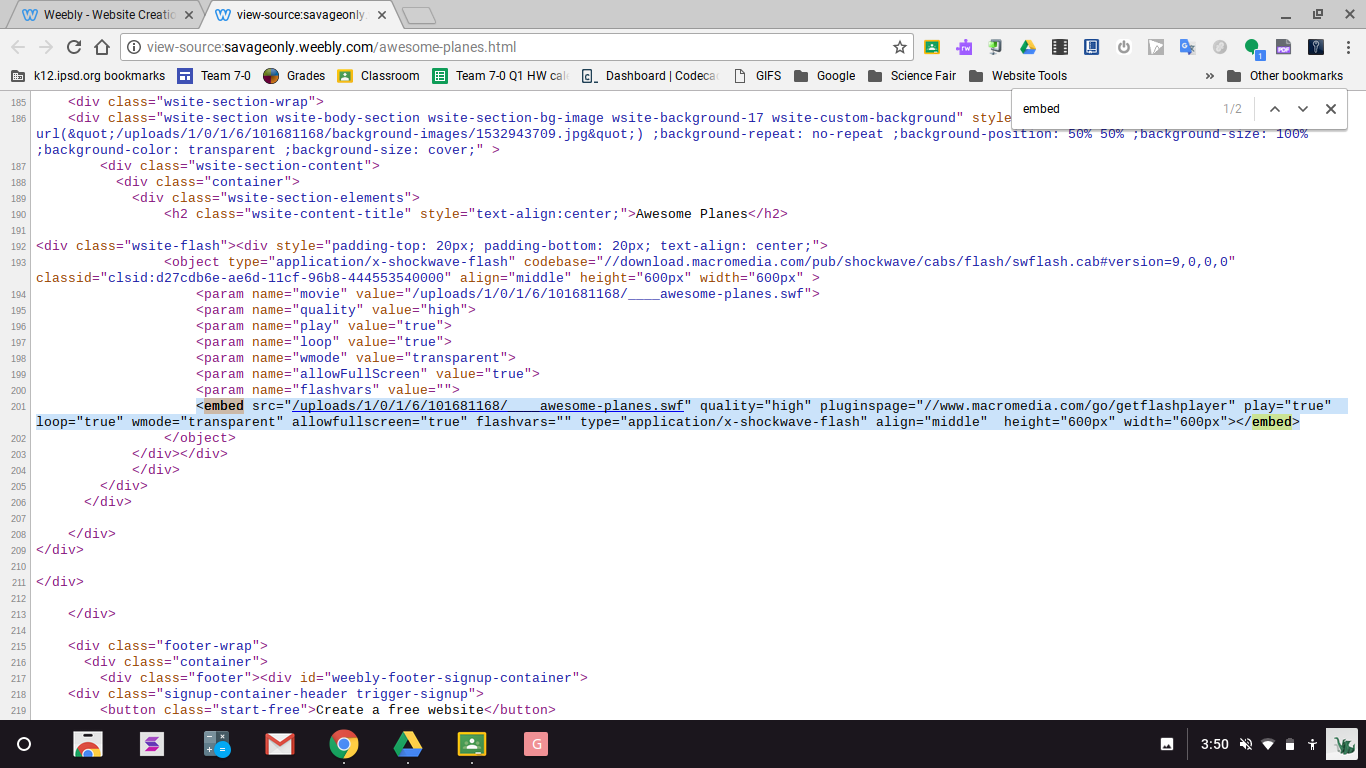 Weebly - Website Creatic
view-source:savageonly.
view-source:savageonly.weebly.com/awesome-planes.html
k12.ipsd.org bookmarks Team 7-0 Grades Classroom Team 7-0 Q1 HW cale Dashboard | Codeca GIFS Google Science Fair Website Tools » Other bookmarks
embed 1/2
185 <div class="wsite-section-wrap">
186 <div class="wsite-section wsite-body-section wsite-section-bg-image wsite-background-17 wsite-custom-background" style
url(&quot;/uploads/1/0/1/6/101681168/background-images/1532943709.jpg&quot;) ;background-repeat: no-repeat ;background-position: 50% 50% ;background-size: 100%
;background-color: transparent ;background-size: cover;" >
187 <div class="wsite-section-content">
188 <div class="container">
189 <div class="wsite-section-elements">
190 <h2 class="wsite-content-title" style="text-align:center;">Awesome Planes</h2>
191
192 <div class="wsite-flash"><div style="padding-top: 20px; padding-bottom: 20px; text-align: center;">
193 <object type="application/x-shockwave-flash" codebase="//download.macromedia.com/pub/shockwave/cabs/flash/swflash.cab#version=9,0,0,0"
classid="clsid:d27cdb6e-ae6d-11cf-96b8-444553540000" align="middle" height="600px" width="600px" >
194 <param name="movie" value="/uploads/1/0/1/6/101681168/____awesome-planes.swf">
195 <param name="quality" value="high">
196 <param name="play" value="true">
197 <param name="loop" value="true">
198 <param name="wmode" value="transparent">
199 <param name="allowFullScreen" value="true">
200 <param name="flashvars" value="">
201 <embed src="/uploads/1/0/1/6/101681168/____awesome-planes.swf" quality="high" pluginspage="//www.macromedia.com/go/getflashplayer" play="true"
loop="true" wmode="transparent" allowfullscreen="true" flashvars="" type="application/x-shockwave-flash" align="middle"  height="600px" width="600px"></embed>
202 </object>
203 </div></div>
204 </div>
205 </div>
206 </div>
207
208 </div>
209 </div>
210
211 </div>
212
213 </div>
214
215 <div class="footer-wrap">
216 <div class="container">
217 <div class="footer"><div id="weebly-footer-signup-container">
218 <div class="signup-container-header trigger-signup">
219 <button class="start-free">Create a free website</button>
G
3:50